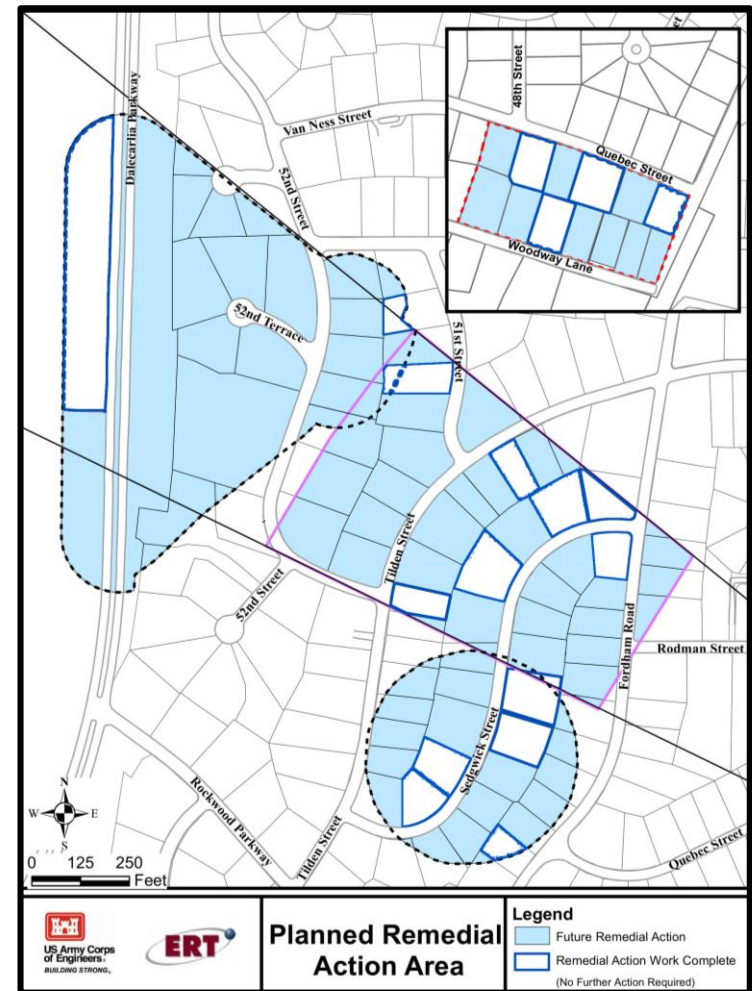 Dalecarlia Parkway
Van Ness Street
52nd Street
52nd Terrace
51st Street
48th Street
Quebec Street
Woodway Lane
Tilden Street
52nd Street
Fordham Road
Rodman Street
Sedgwick Street
Rockwood Parkway
Tilden Street
Quebec Street
N
W E
S
0 125 250
Feet
US Army Corps
of Engineers®
BUILDING STRONG®
ERT
Planned Remedial
Action Area
Legend
Future Remedial Action
Remedial Action Work Complete
(No Further Action Required)